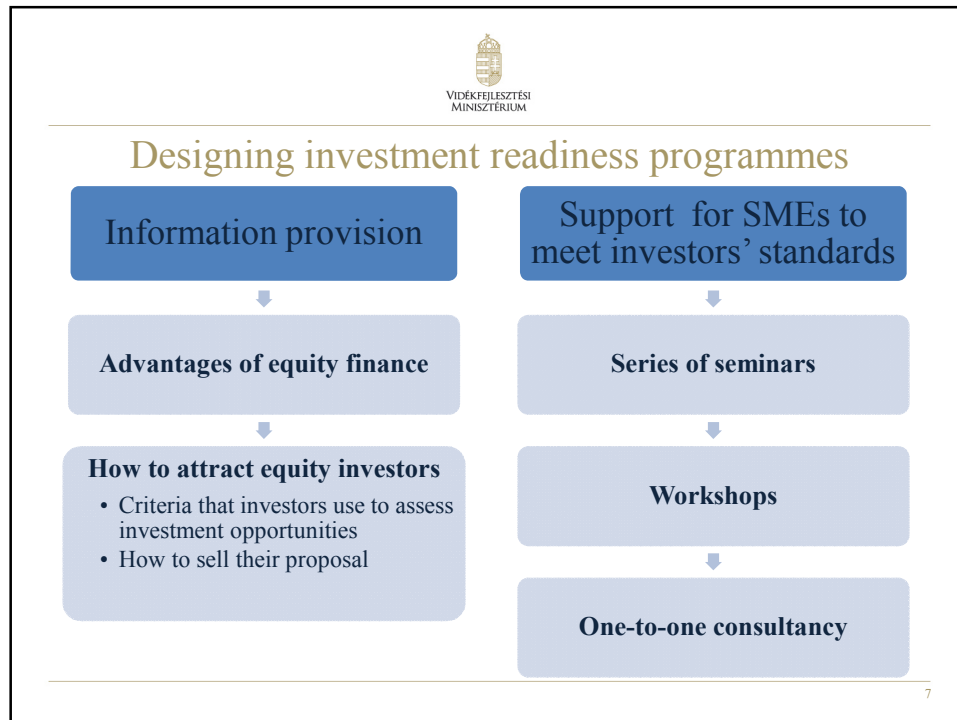 VIDÉKFEJLESZTÉSI
MINISZTÉRIUM
Designing investment readiness programmes
Information provision
Advantages of equity finance
How to attract equity investors
• Criteria that investors use to assess
investment opportunities
• How to sell their proposal
Support for SMEs to
meet investors’ standards
Series of seminars
Workshops
One-to-one consultancy
7